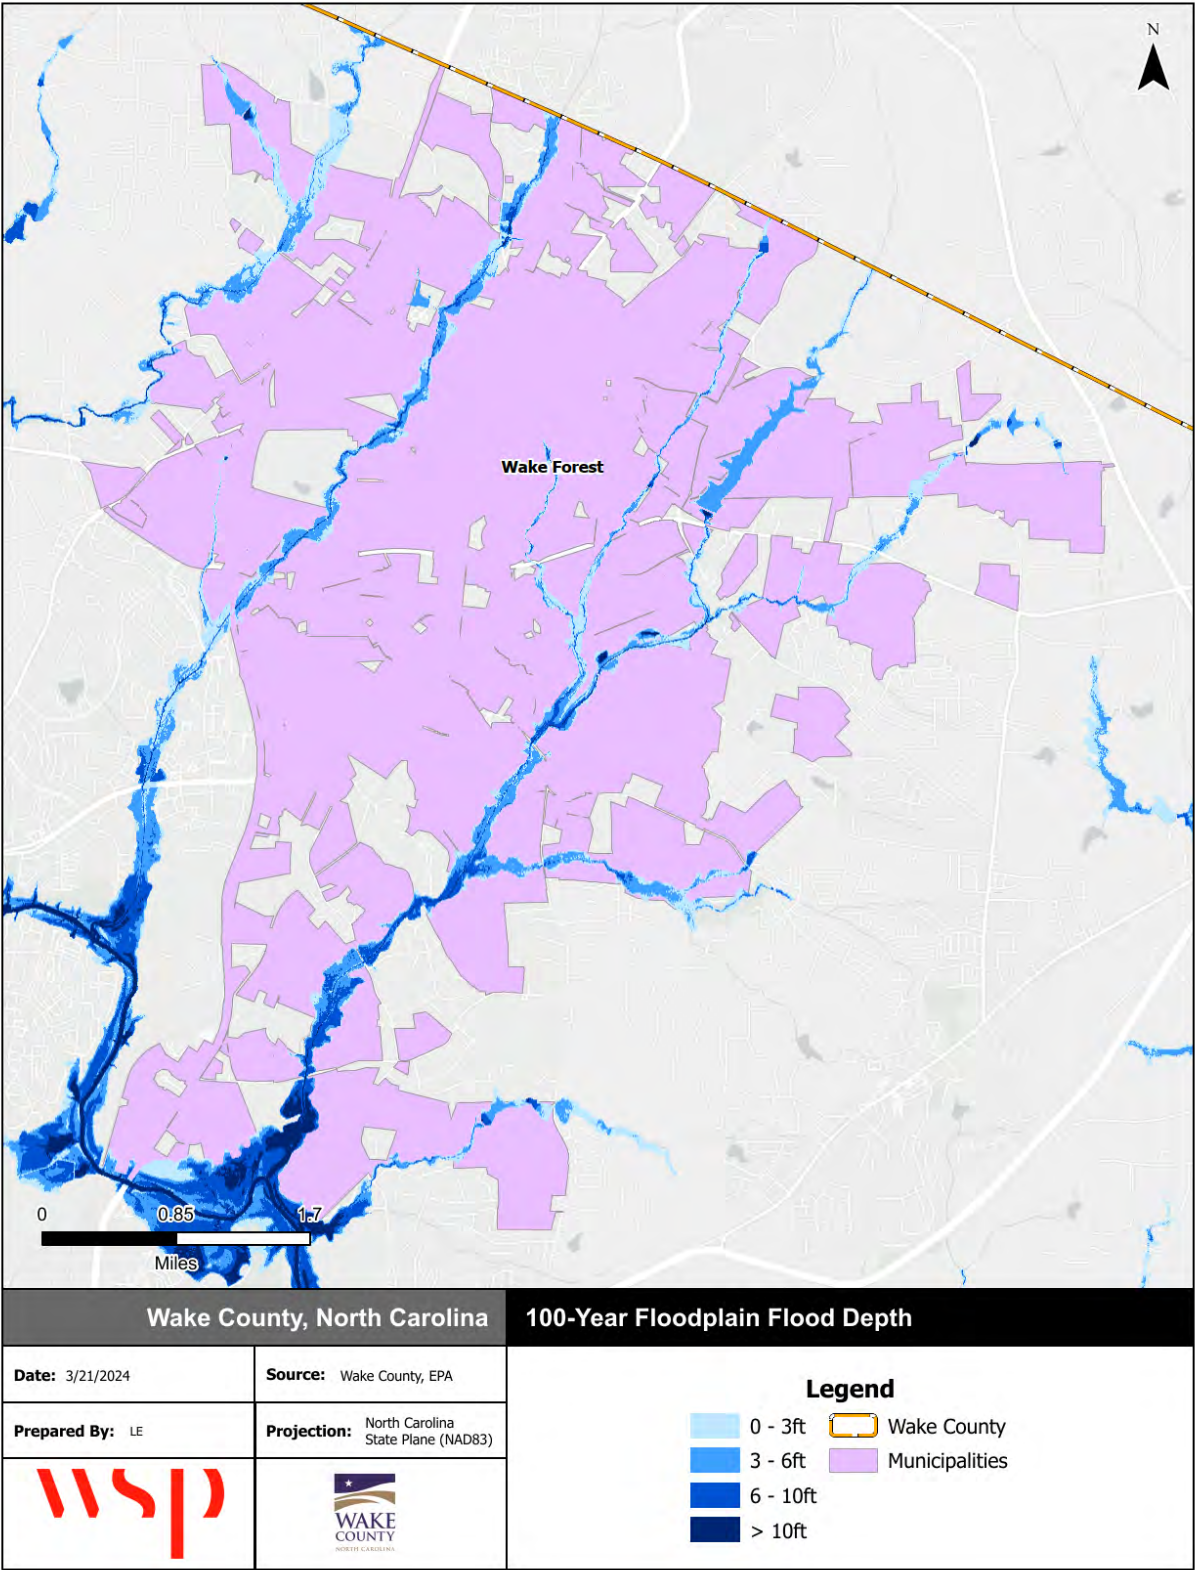 N
Wake Forest
0 0.85 1.7
Miles
Wake County, North Carolina
100-Year Floodplain Flood Depth
Date: 3/21/2024
Source: Wake County, EPA
Prepared By: LE
Projection: North Carolina
State Plane (NAD83)
wsp
WAKE
COUNTY
NORTH CAROLINA
Legend
0 - 3ft
3 - 6ft
6 - 10ft
> 10ft
Wake County
Municipalities